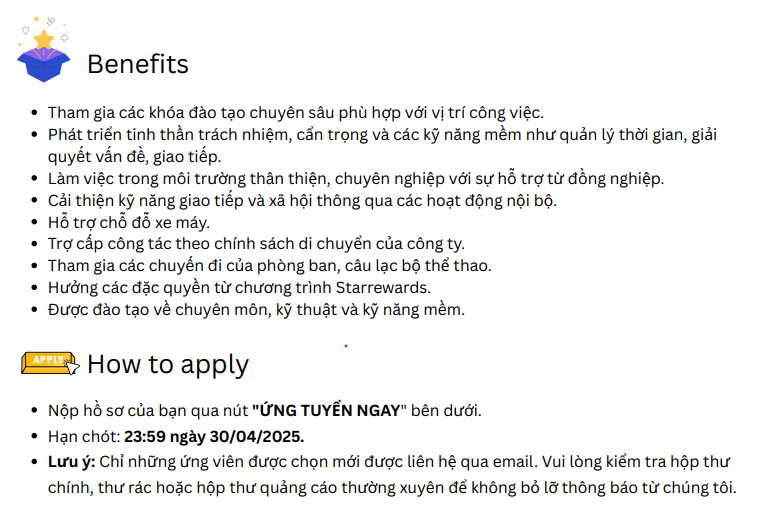 Benefits
• Tham gia các khóa đào tạo chuyên sâu phù hợp với vị trí công việc.
• Phát triển tinh thần trách nhiệm, cẩn trọng và các kỹ năng mềm như quản lý thời gian, giải
quyết vấn đề, giao tiếp.
• Làm việc trong môi trường thân thiện, chuyên nghiệp với sự hỗ trợ từ đồng nghiệp.
• Cải thiện kỹ năng giao tiếp và xã hội thông qua các hoạt động nội bộ.
• Hỗ trợ chỗ đỗ xe máy.
• Trợ cấp công tác theo chính sách di chuyển của công ty.
• Tham gia các chuyến đi của phòng ban, câu lạc bộ thể thao.
• Hưởng các đặc quyền từ chương trình Starrewards.
• Được đào tạo về chuyên môn, kỹ thuật và kỹ năng mềm.
APPLY
How to apply
• Nộp hồ sơ của bạn qua nút "ỨNG TUYỂN NGAY" bên dưới.
• Hạn chót: 23:59 ngày 30/04/2025.
• Lưu ý: Chỉ những ứng viên được chọn mới được liên hệ qua email. Vui lòng kiểm tra hộp thư
chính, thư rác hoặc hộp thư quảng cáo thường xuyên để không bỏ lỡ thông báo từ chúng tôi.